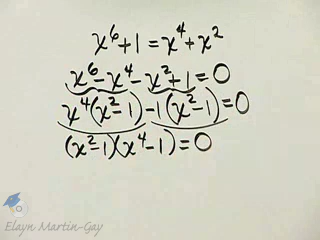 x⁶+1=x⁴+x²
x⁶-x⁴-x²+1=0
x⁴(x²-1)-1(x²-1)=0
(x²-1)(x⁴-1)=0
Elayn Martin-Gay